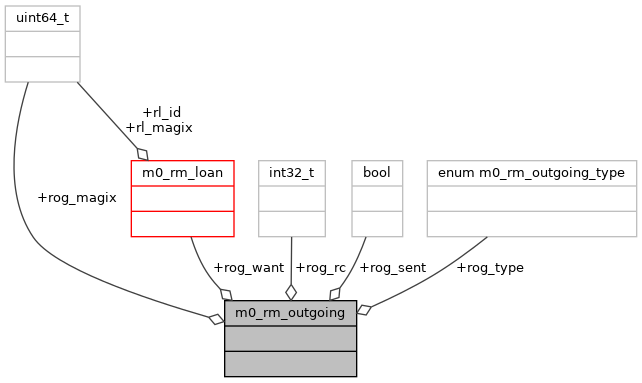 uint64_t
+rl_id
+rl_magix
m0_rm_loan
int32_t
bool
enum m0_rm_outgoing_type
+rog_magix
+rog_want
+rog_rc
+rog_sent
+rog_type
m0_rm_outgoing